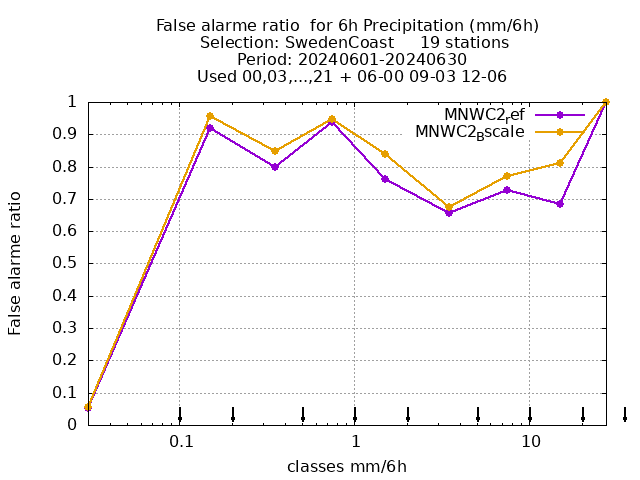 False alarme ratio  for 6h Precipitation (mm/6h)
Selection: SwedenCoast     19 stations
Period: 20240601-20240630
Used 00,03,...,21 + 06-00 09-03 12-06
MNWC2ref
MNWC2Bscale
1
0.9
0.8
0.7
0.6
0.5
0.4
0.3
0.2
0.1
0
False alarme ratio
0.1
1
10
classes mm/6h